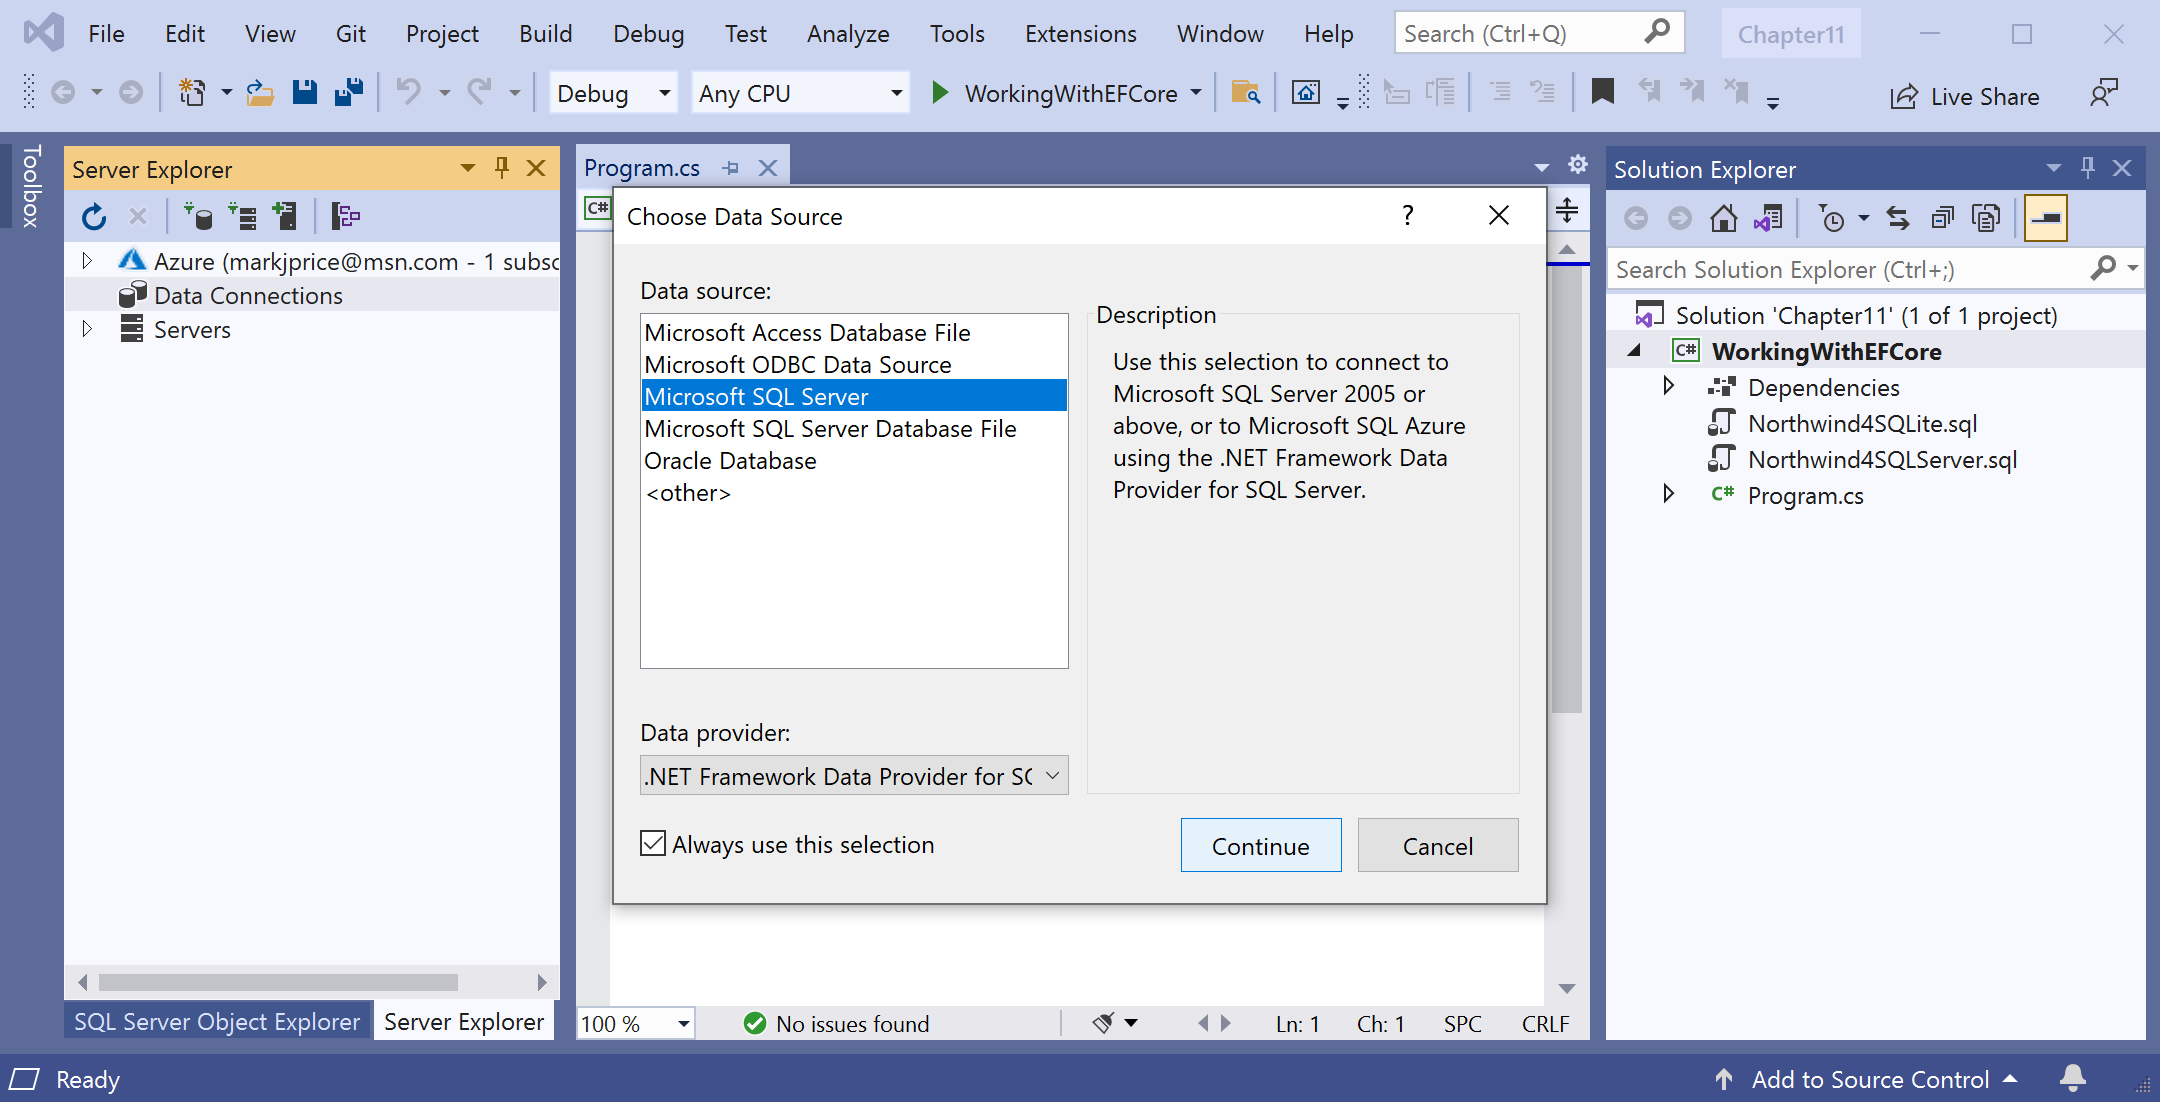 File Edit View Git Project Build Debug Test Analyze Tools Extensions Window Help Search (Ctrl+Q) Chapter11
Debug Any CPU WorkingWithEFCore Live Share
Toolbox
Server Explorer
Azure (markjprice@msn.com - 1 subsc
Data Connections
Servers
SQL Server Object Explorer Server Explorer
Program.cs
C#
Choose Data Source ?
Data source:
Microsoft Access Database File
Microsoft ODBC Data Source
Microsoft SQL Server
Microsoft SQL Server Database File
Oracle Database
<other>
Description
Use this selection to connect to
Microsoft SQL Server 2005 or
above, or to Microsoft SQL Azure
using the .NET Framework Data
Provider for SQL Server.
Data provider:
.NET Framework Data Provider for SQ
Always use this selection
Continue Cancel
100 % No issues found Ln: 1 Ch: 1 SPC CRLF
Solution Explorer
Search Solution Explorer (Ctrl+;)
Solution 'Chapter11' (1 of 1 project)
C# WorkingWithEFCore
Dependencies
Northwind4SQLite.sql
Northwind4SQLServer.sql
C# Program.cs
Ready Add to Source Control